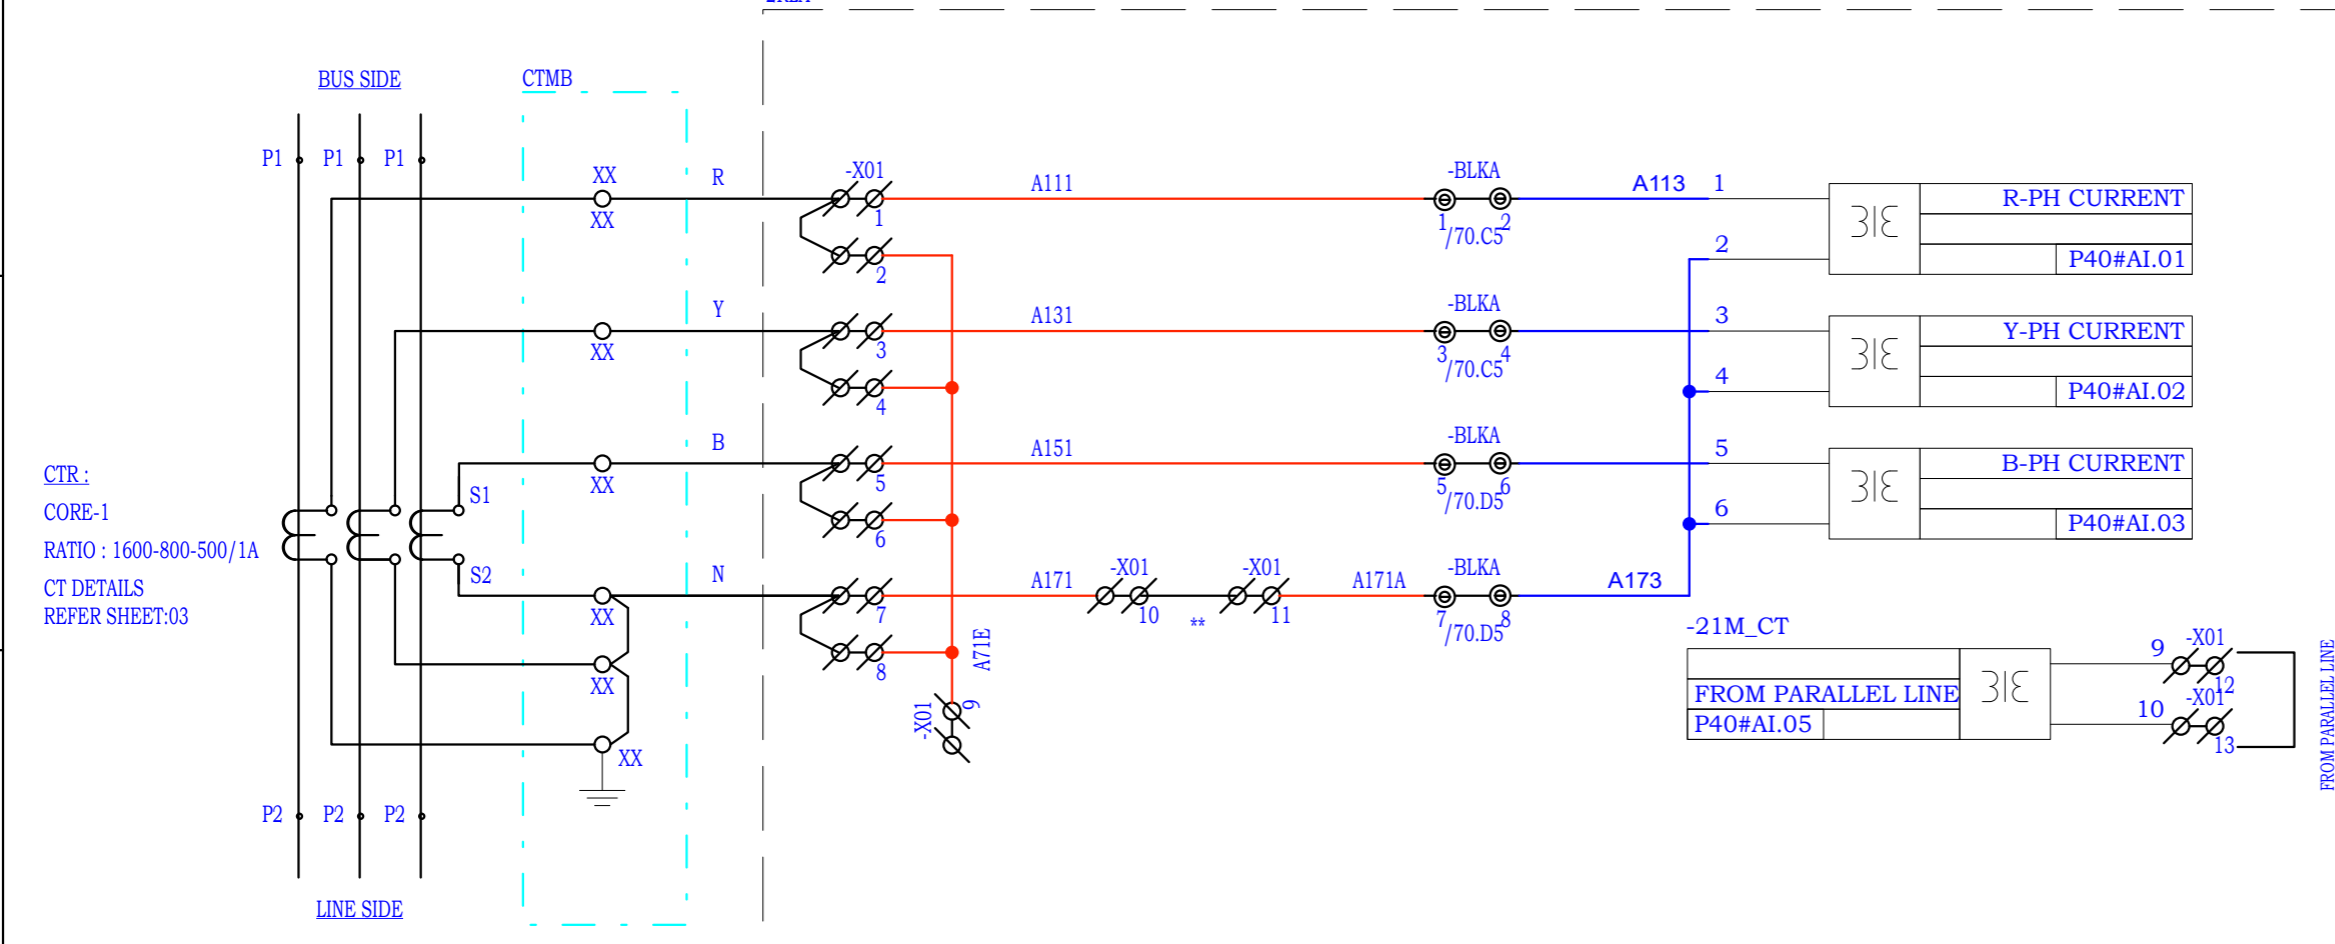 BUS SIDE
CTMB
P1 P1 P1
XX
XX
R
-X01
1
2
A111
-BLKA
1 2
/70.C5
A113 1
2
R-PH CURRENT
P40#AI.01
Y
XX
3
4
A131
-BLKA
3 4
/70.C5
3
4
Y-PH CURRENT
P40#AI.02
B
XX
5
6
A151
-BLKA
5 6
/70.D5
5
6
B-PH CURRENT
P40#AI.03
CTR :
CORE-1
RATIO : 1600-800-500/1A
CT DETAILS
REFER SHEET:03
S1
S2
N
XX
XX
XX
7
8
A171
-X01
10
**
-X01
11
A171A
-BLKA
7 8
/70.D5
A173
A71E
-X01
9
-21M_CT
FROM PARALLEL LINE
P40#AI.05
9
-X01
12
10
-X01
13
FROM PARALLEL LINE
P2 P2 P2
LINE SIDE